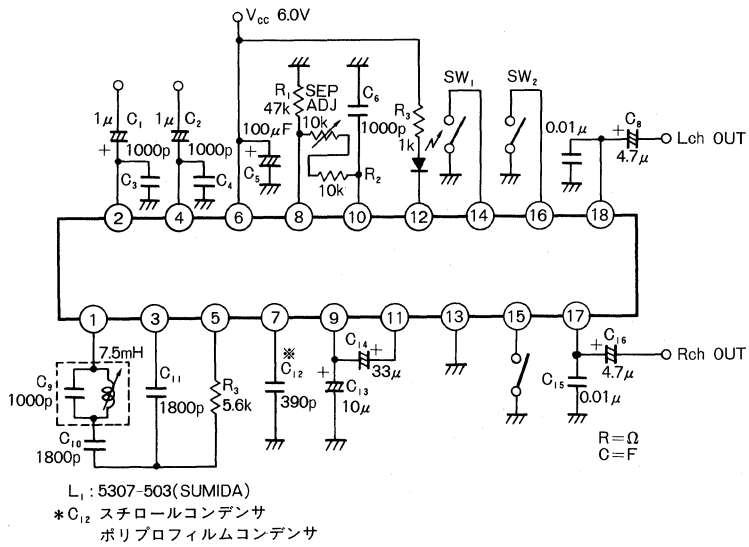 Vcc 6.0V
1μ C₁
1μ C₂
1000p
C₃
1000p
C₄
100μF
C₅
R₁
47k
SEP
ADJ
10k
10k
R₂
C₆
1000p
R₃
1k
SW₁
SW₂
0.01μ
C₈
4.7μ
Lch OUT
2 4 6 8 10 12 14 16 18
1 3 5 7 9 11 13 15 17
7.5mH
C₉
1000p
C₁₀
1800p
C₁₁
1800p
R₃
5.6k
※
C₁₂
390p
C₁₄
33μ
C₁₃
10μ
C₁₆
4.7μ
Rch OUT
C₁₅
0.01μ
R=Ω
C=F
L₁ : 5307-503(SUMIDA)
*C₁₂ スチロールコンデンサ
ポリプロフィルムコンデンサ